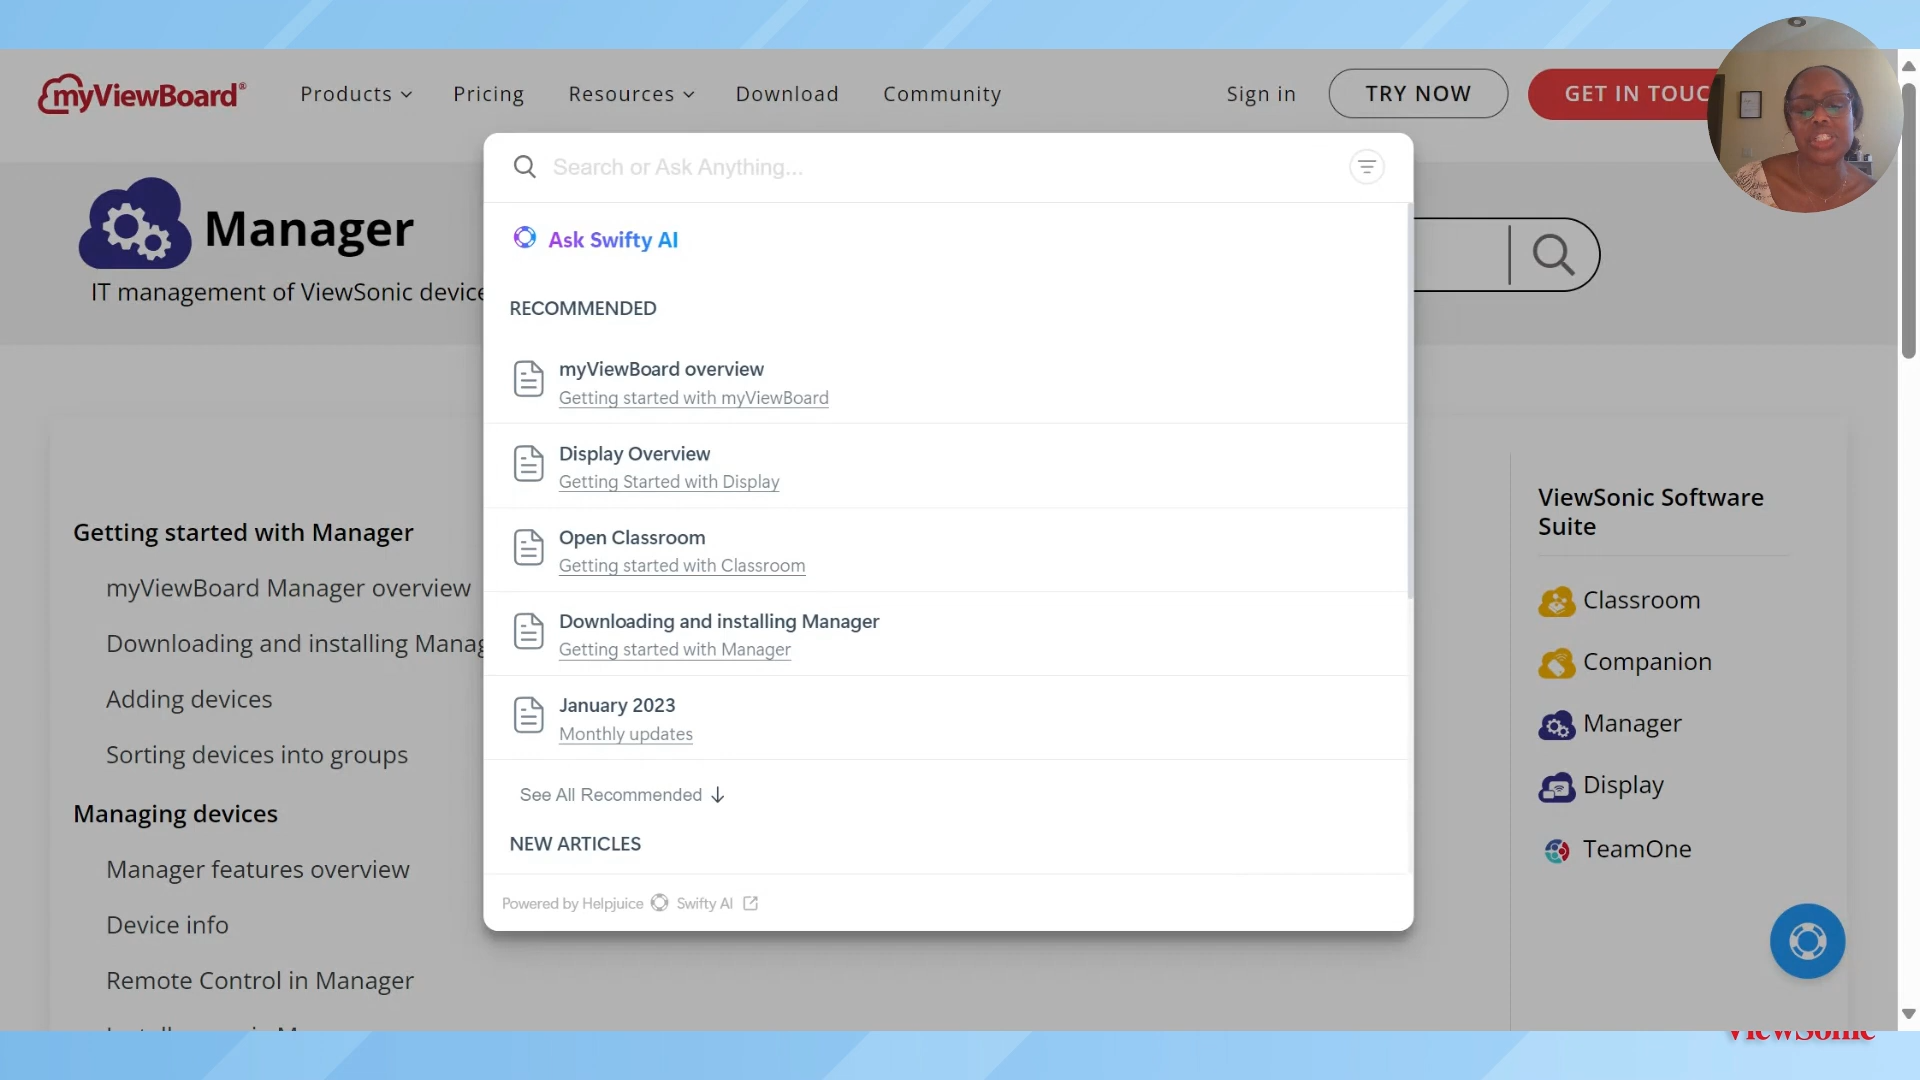 myViewBoard®
Products
Pricing
Resources
Download
Community
Sign in
TRY NOW
GET IN TOUC
Manager
IT management of ViewSonic device
Search or Ask Anything...
Ask Swifty AI
RECOMMENDED
myViewBoard overview
Getting started with myViewBoard
Display Overview
Getting Started with Display
Open Classroom
Getting started with Classroom
Downloading and installing Manager
Getting started with Manager
January 2023
Monthly updates
See All Recommended
NEW ARTICLES
Powered by Helpjuice Swifty AI
Getting started with Manager
myViewBoard Manager overview
Downloading and installing Manag
Adding devices
Sorting devices into groups
Managing devices
Manager features overview
Device info
Remote Control in Manager
ViewSonic Software
Suite
Classroom
Companion
Manager
Display
TeamOne
ViewSonic